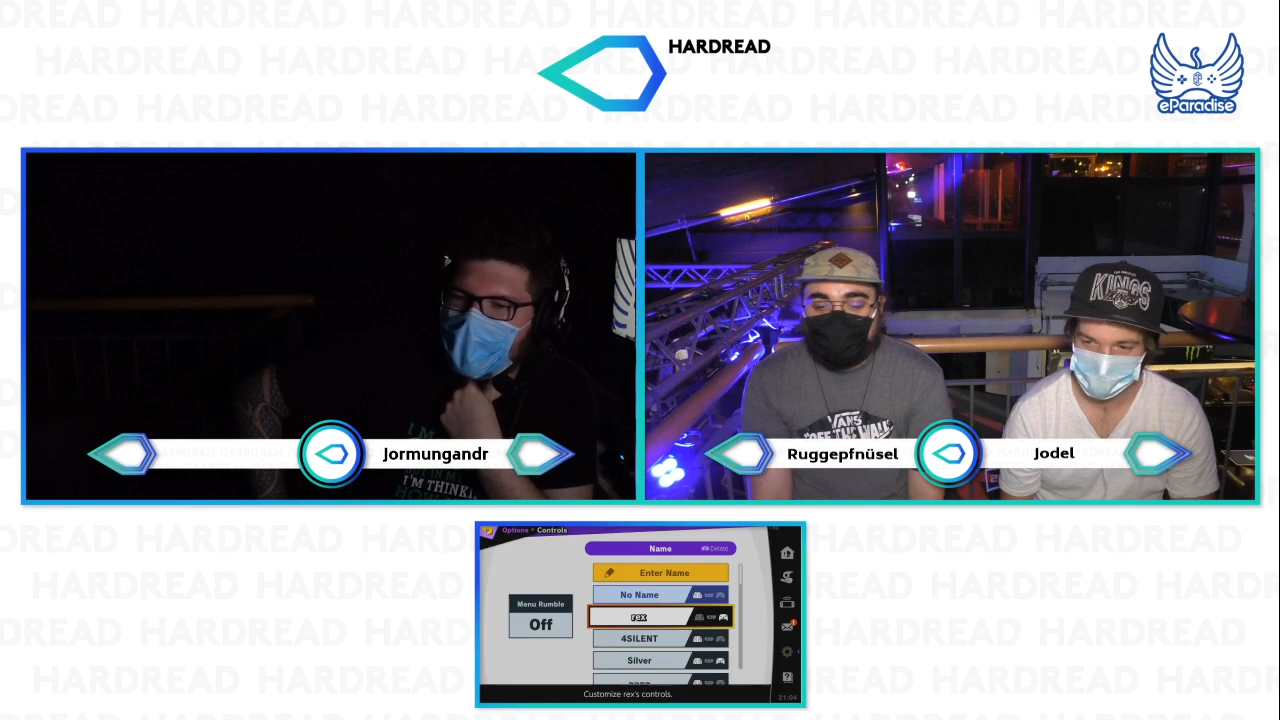 HARDREAD
eParadise
KINGS
VANS
"OFF THE WALL"
I'M
I'M THINKI
Jormungandr
Ruggepfnüsel
Jodel
Options
Controls
Name
Delete
Enter Name
No Name
Menu Rumble
Off
rex
4SILENT
Silver
Customize rex's controls.
21:04